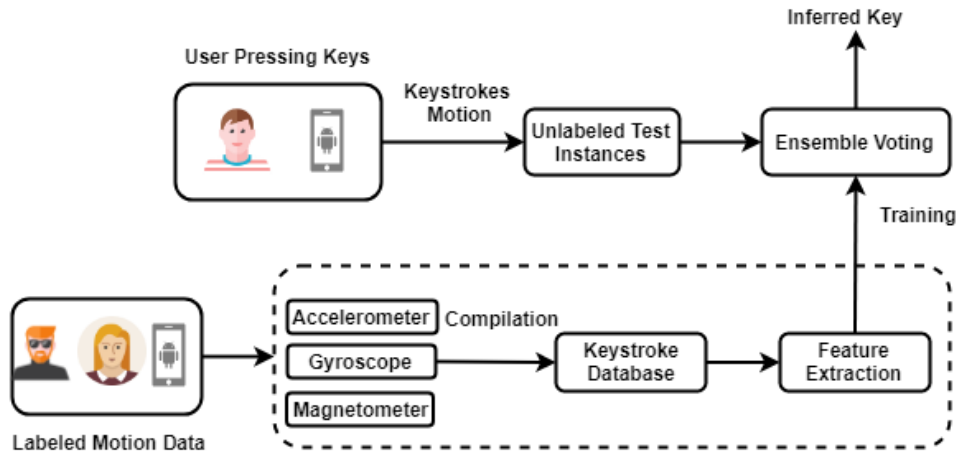 Inferred Key
User Pressing Keys
Keystrokes
Motion
Unlabeled Test
Instances
Ensemble Voting
Training
Accelerometer
Compilation
Gyroscope
Keystroke
Database
Feature
Extraction
Magnetometer
Labeled Motion Data